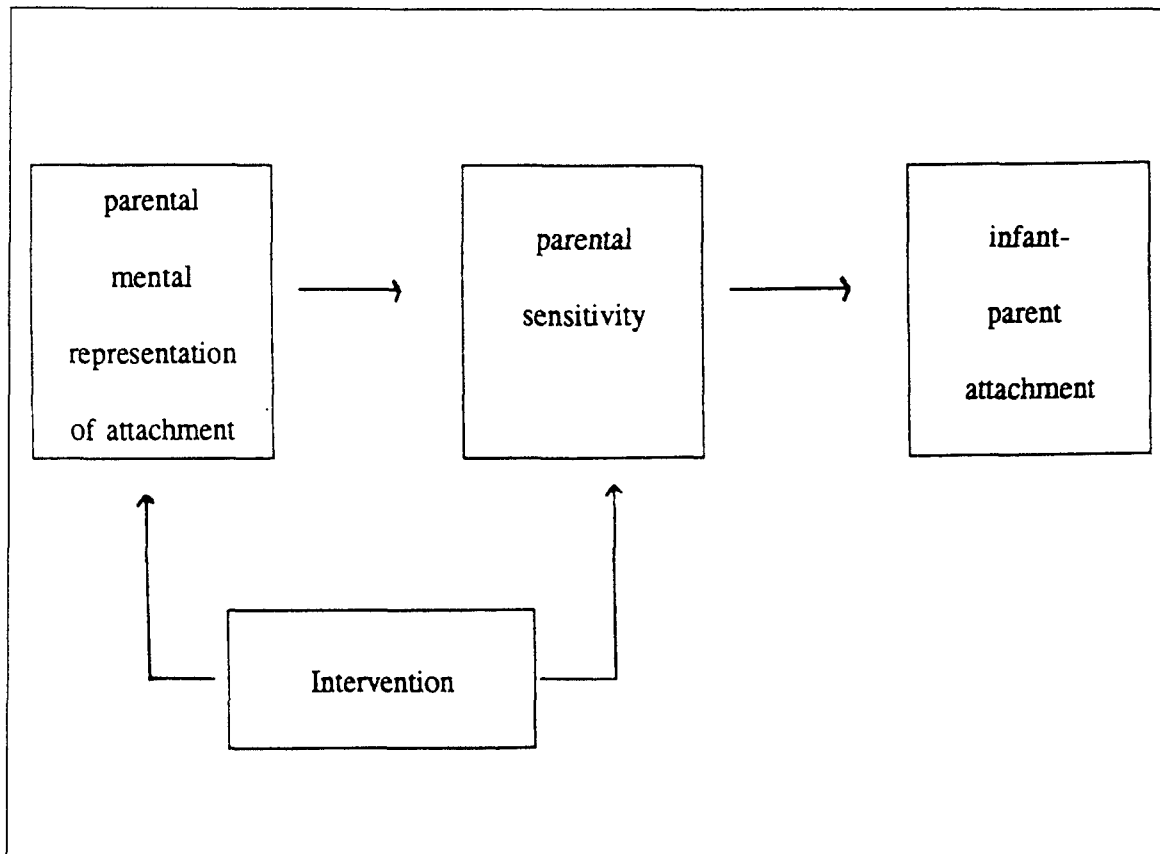 parental
mental
representation
of attachment
parental
sensitivity
infant-
parent
attachment
Intervention